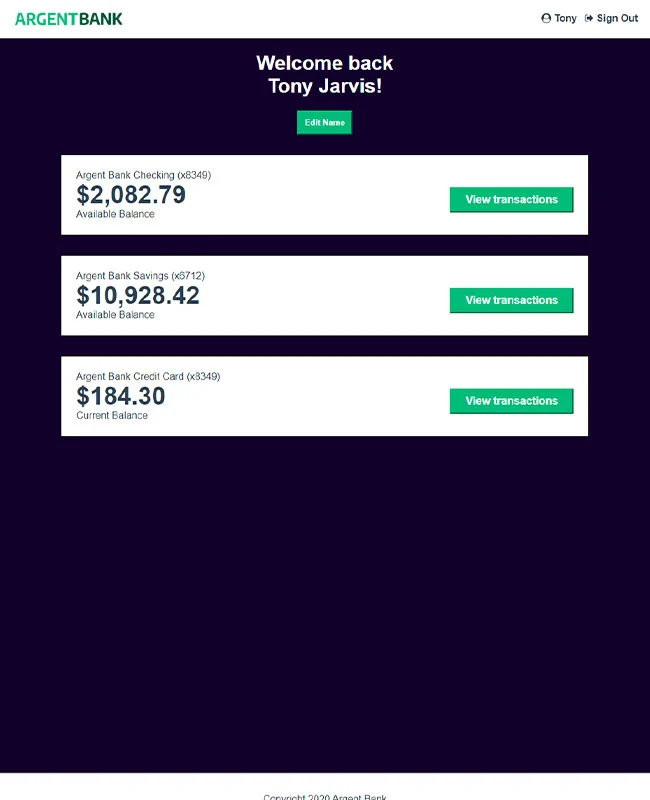 ARGENTBANK
Tony Sign Out
Welcome back
Tony Jarvis!
Edit Name
Argent Bank Checking (x8349)
$2,082.79
Available Balance
View transactions
Argent Bank Savings (x6712)
$10,928.42
Available Balance
View transactions
Argent Bank Credit Card (x8349)
$184.30
Current Balance
View transactions
Copyright 2020 Argent Bank